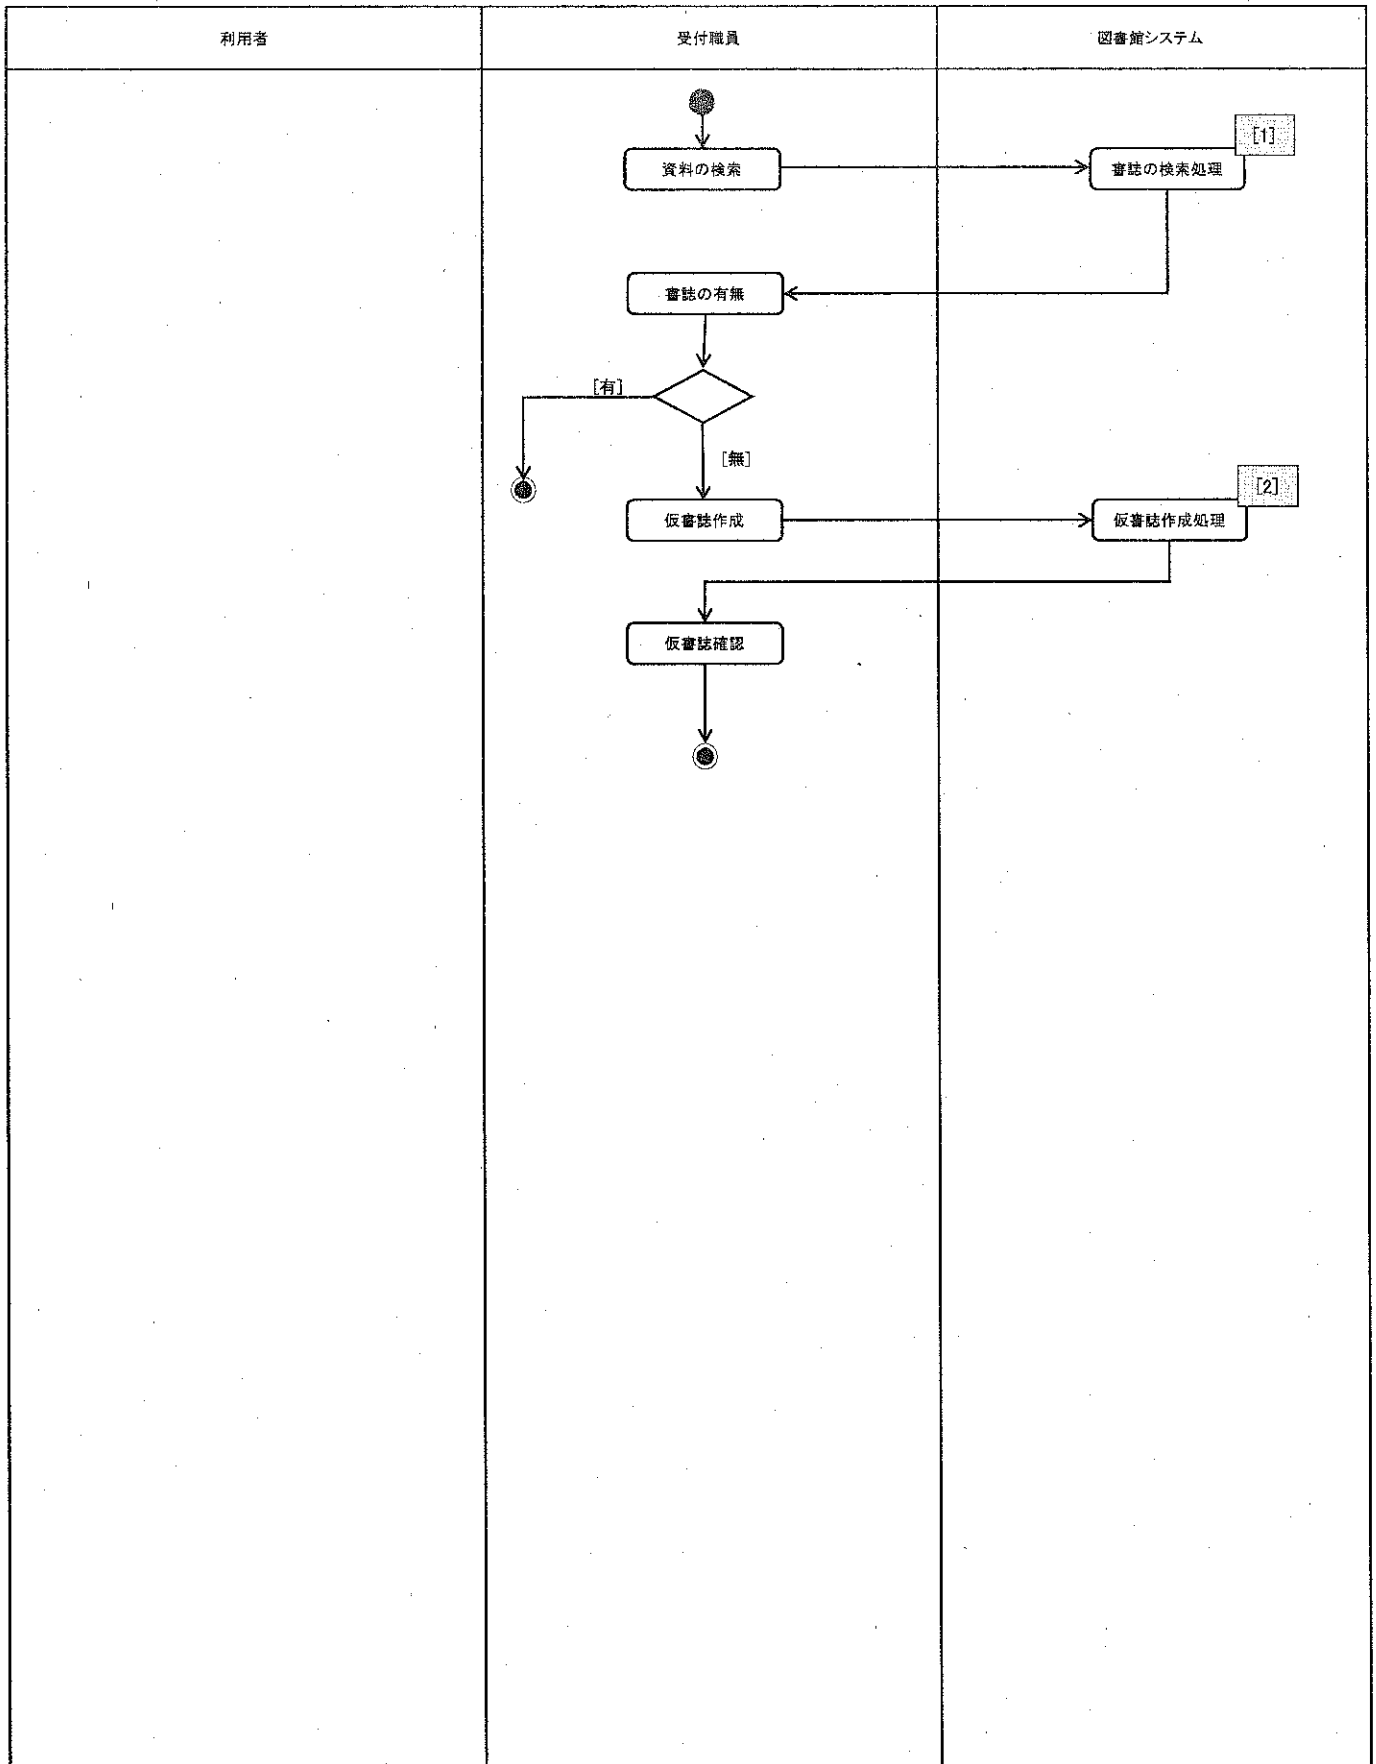 利用者
受付職員
図書館システム
資料の検索
書誌の検索処理
[1]
書誌の有無
[有]
[無]
仮書誌作成
仮書誌作成処理
[2]
仮書誌確認